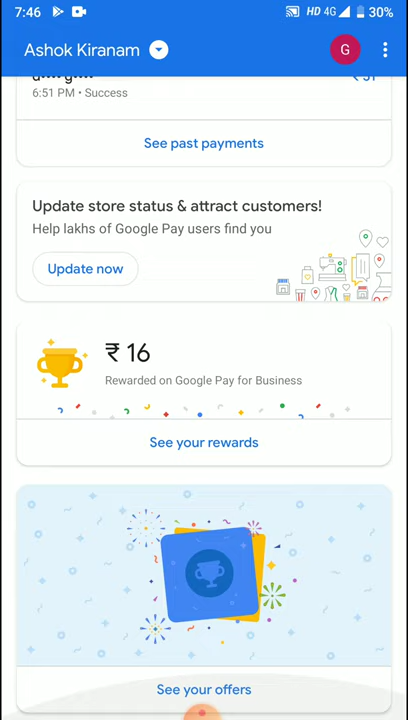 7:46 HD 4G 30%
Ashok Kiranam G
6:51 PM • Success
See past payments
Update store status & attract customers!
Help lakhs of Google Pay users find you
Update now
₹ 16
Rewarded on Google Pay for Business
See your rewards
See your offers